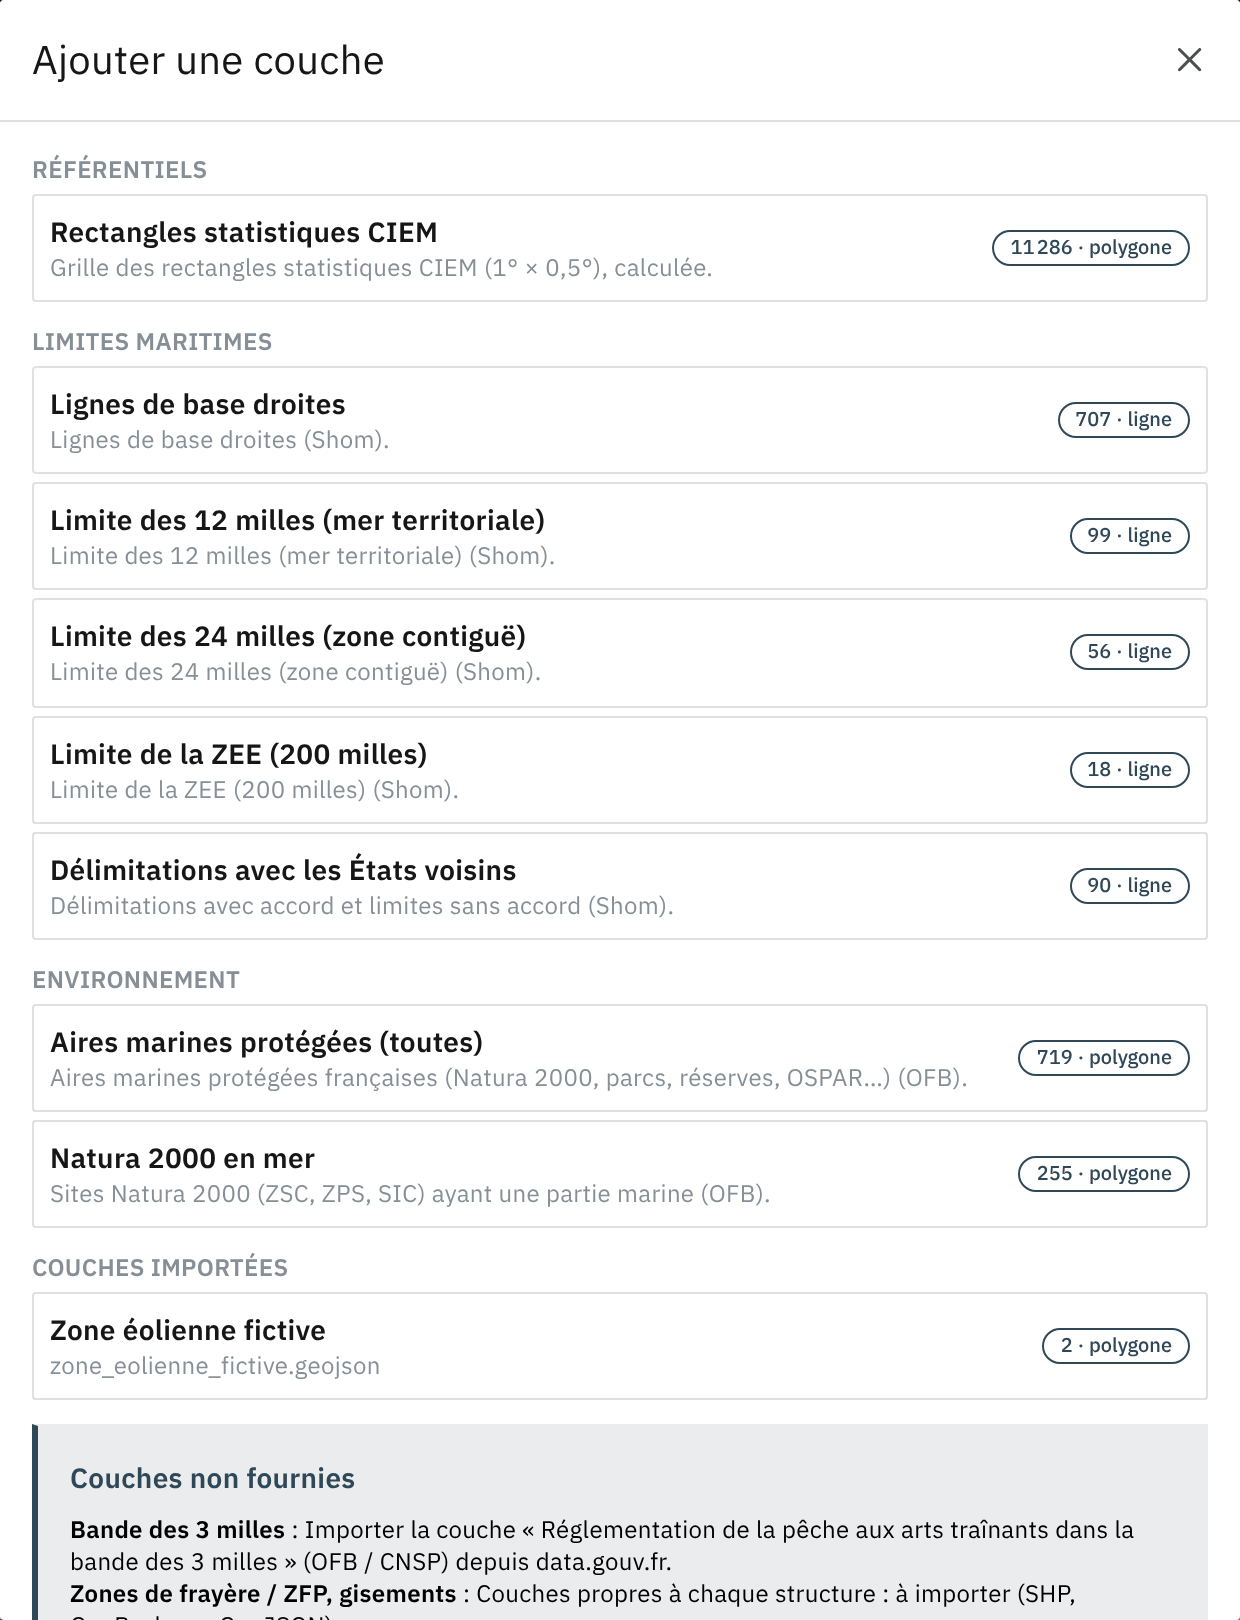 Ajouter une couche
RÉFÉRENTIELS
Rectangles statistiques CIEM
Grille des rectangles statistiques CIEM (1° × 0,5°), calculée.
11 286 · polygone
LIMITES MARITIMES
Lignes de base droites
Lignes de base droites (Shom).
707 · ligne
Limite des 12 milles (mer territoriale)
Limite des 12 milles (mer territoriale) (Shom).
99 · ligne
Limite des 24 milles (zone contiguë)
Limite des 24 milles (zone contiguë) (Shom).
56 · ligne
Limite de la ZEE (200 milles)
Limite de la ZEE (200 milles) (Shom).
18 · ligne
Délimitations avec les États voisins
Délimitations avec accord et limites sans accord (Shom).
90 · ligne
ENVIRONNEMENT
Aires marines protégées (toutes)
Aires marines protégées françaises (Natura 2000, parcs, réserves, OSPAR…) (OFB).
719 · polygone
Natura 2000 en mer
Sites Natura 2000 (ZSC, ZPS, SIC) ayant une partie marine (OFB).
255 · polygone
COUCHES IMPORTÉES
Zone éolienne fictive
zone_eolienne_fictive.geojson
2 · polygone
Couches non fournies
Bande des 3 milles : Importer la couche « Réglementation de la pêche aux arts traînants dans la
bande des 3 milles » (OFB / CNSP) depuis data.gouv.fr.
Zones de frayère / ZFP, gisements : Couches propres à chaque structure : à importer (SHP,